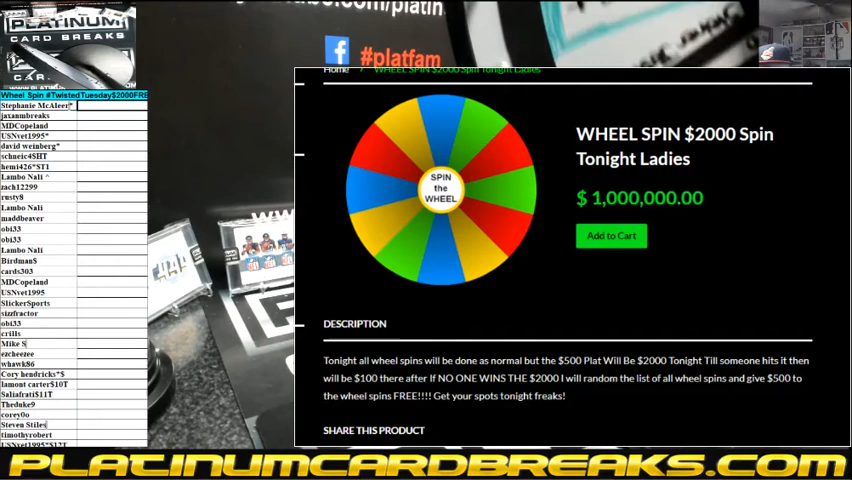 PLATINUM
CARD BREAKS
#platfam
Home / WHEEL SPIN $2000 Spin Tonight Ladies
Wheel Spin #TwistedTuesday$2000FRE
Stephanie McAleer*
jaxanmbreaks
MDCopeland
USNvet1995*
david weinberg*
schneic4$HT
hemi426*ST1
Lambo Nali ^
zach12299
rusty8
Lambo Nali
maddbeaver
obi33
obi33
Lambo Nali
Birdman$
cards303
MDCopeland
USNvet1995
SlickerSports
sizzfractor
obi33
crills
Mike S
ezcheezee
whawk86
Cory hendricks*$
lamont carter$10T
Saliafrati$11T
Theduke9
corey0o
Steven Stiles
timothyrobert
USNvet1995*$12T
SPIN
the
WHEEL
WHEEL SPIN $2000 Spin
Tonight Ladies
$ 1,000,000.00
Add to Cart
DESCRIPTION
Tonight all wheel spins will be done as normal but the $500 Plat Will Be $2000 Tonight Till someone hits it then
will be $100 there after If NO ONE WINS THE $2000 I will random the list of all wheel spins and give $500 to
the wheel spins FREE!!!! Get your spots tonight freaks!
SHARE THIS PRODUCT
PLATINUMCARDBREAKS.COM